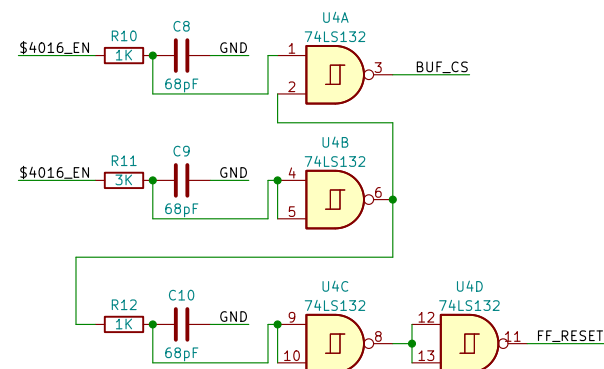 U4A
C8
74LS132
R10
$4016_EN
1K
GND
1
3
BUF_CS
68pF
2
U4B
C9
74LS132
R11
$4016_EN
3K
GND
4
6
68pF
5
U4C
U4D
C10
74LS132
74LS132
R12
1K
GND
9
12
8
11
FF_RESET
68pF
10
13